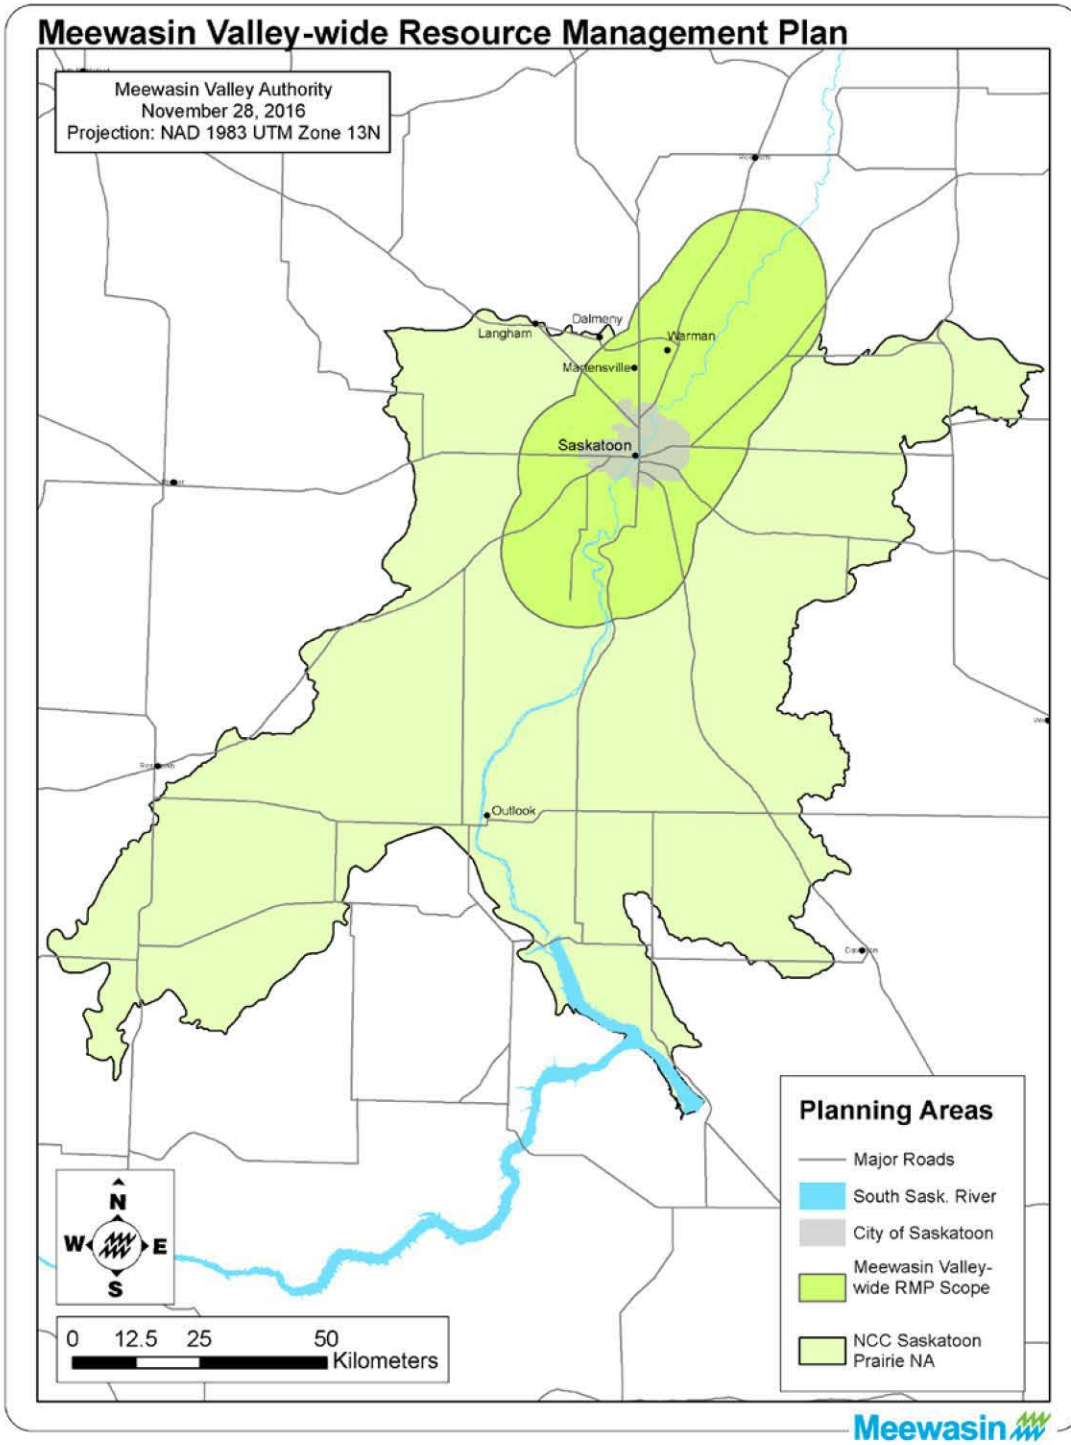 Meewasin Valley-wide Resource Management Plan
Meewasin Valley Authority
November 28, 2016
Projection: NAD 1983 UTM Zone 13N
Dalmeny
Langham
Warman
Martensville
Saskatoon
Outlook
Planning Areas
Major Roads
South Sask. River
City of Saskatoon
Meewasin Valley-
wide RMP Scope
NCC Saskatoon
Prairie NA
N
W E
S
0 12.5 25 50
Kilometers
Meewasin